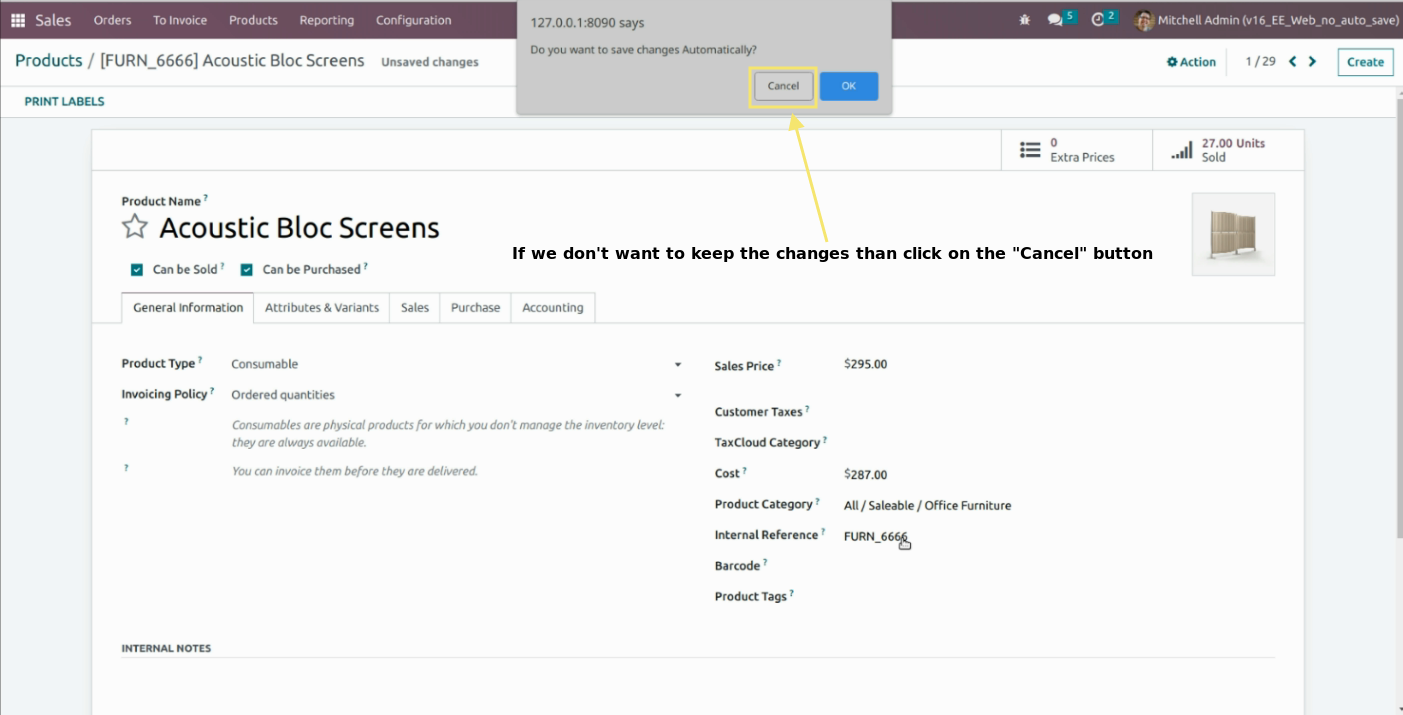 Sales Orders To Invoice Products Reporting Configuration 5 2 Mitchell Admin (v16_EE_Web_no_auto_save)
127.0.0.1:8090 says
Do you want to save changes Automatically?
Cancel OK
Products / [FURN_6666] Acoustic Bloc Screens Unsaved changes Action 1 / 29 Create
PRINT LABELS
0
Extra Prices
27.00 Units
Sold
Product Name ?
Acoustic Bloc Screens
If we don't want to keep the changes than click on the "Cancel" button
Can be Sold ? Can be Purchased ?
General Information Attributes & Variants Sales Purchase Accounting
Product Type ? Consumable
Invoicing Policy ? Ordered quantities
? Consumables are physical products for which you don't manage the inventory level:
they are always available.
? You can invoice them before they are delivered.
Sales Price ? $295.00
Customer Taxes ?
TaxCloud Category ?
Cost ? $287.00
Product Category ? All / Saleable / Office Furniture
Internal Reference ? FURN_6666
Barcode ?
Product Tags ?
INTERNAL NOTES